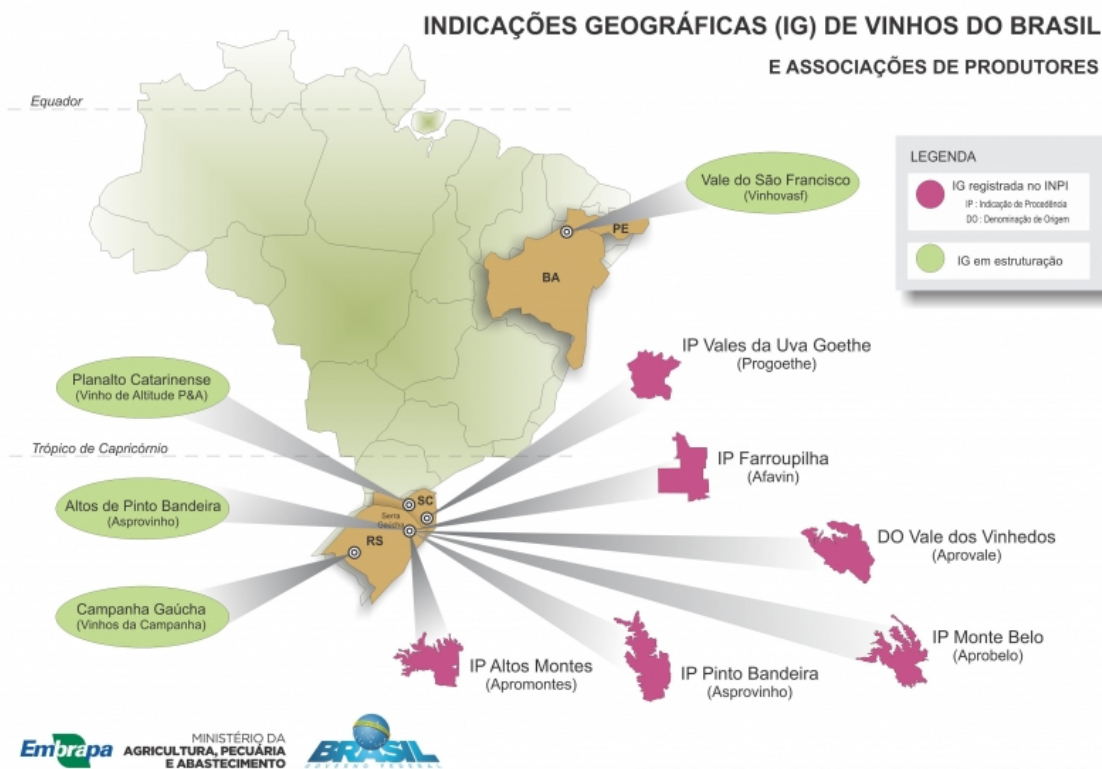 INDICAÇÕES GEOGRÁFICAS (IG) DE VINHOS DO BRASIL
E ASSOCIAÇÕES DE PRODUTORES
Equador
LEGENDA
IG registrada no INPI
IP : Indicação de Procedência
DO : Denominação de Origem
IG em estruturação
Vale do São Francisco
(Vinhovasf)
PE
BA
IP Vales da Uva Goethe
(Progoethe)
Planalto Catarinense
(Vinho de Altitude P&A)
Trópico de Capricórnio
IP Farroupilha
(Afavin)
Altos de Pinto Bandeira
(Asprovinho)
SC
Serra
Gaúcha
RS
DO Vale dos Vinhedos
(Aprovale)
Campanha Gaúcha
(Vinhos da Campanha)
IP Monte Belo
(Aprobelo)
IP Altos Montes
(Apromontes)
IP Pinto Bandeira
(Asprovinho)
Embrapa
MINISTÉRIO DA
AGRICULTURA, PECUÁRIA
E ABASTECIMENTO
BRASIL
GOVERNO FEDERAL